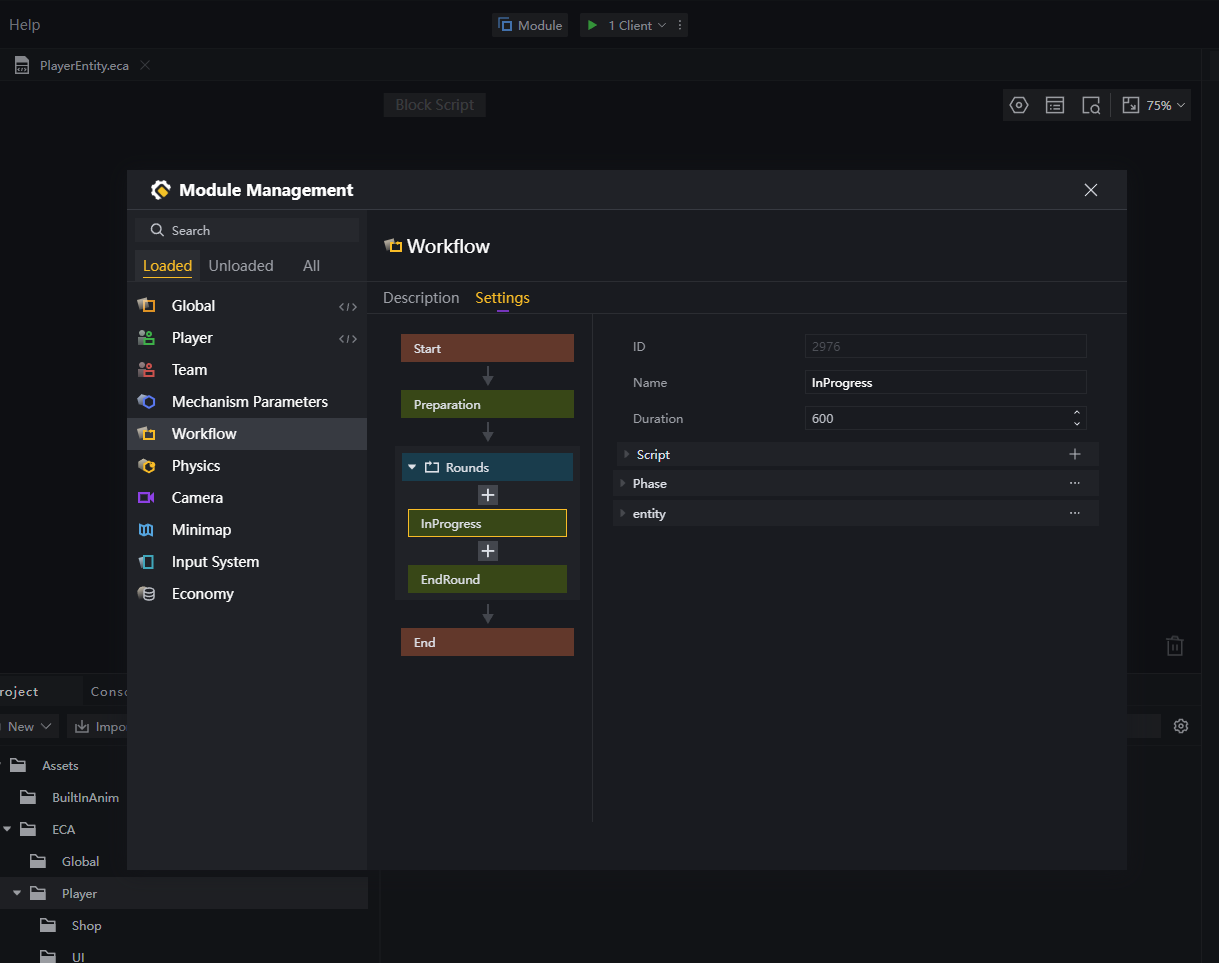 Help
Module
1 Client
PlayerEntity.eca
Block Script
75%
Module Management
Search
Loaded
Unloaded
All
Global
Player
Team
Mechanism Parameters
Workflow
Physics
Camera
Minimap
Input System
Economy
Workflow
Description
Settings
Start
Preparation
Rounds
InProgress
EndRound
End
ID
2976
Name
InProgress
Duration
600
Script
Phase
entity
roject
Conso
New
Impo
Assets
BuiltInAnim
ECA
Global
Player
Shop
UI